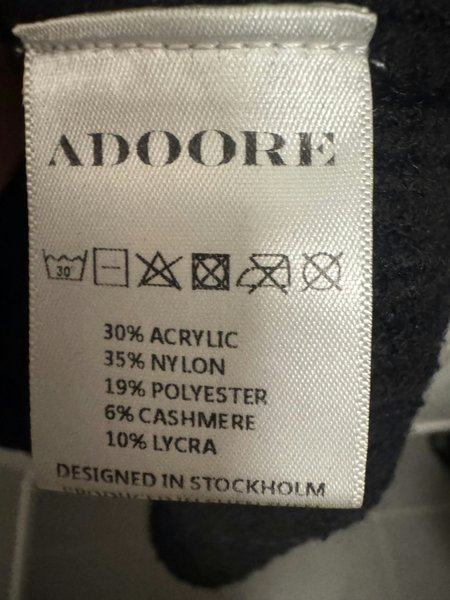 ADOORE
30
30% ACRYLIC
35% NYLON
19% POLYESTER
6% CASHMERE
10% LYCRA
DESIGNED IN STOCKHOLM